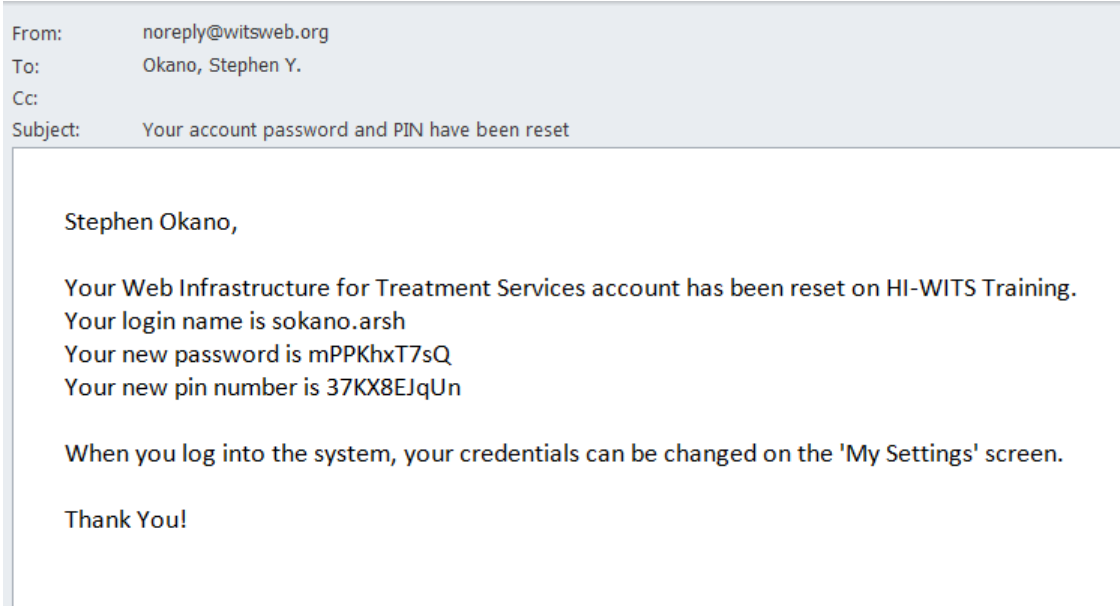 From: noreply@witsweb.org
To: Okano, Stephen Y.
Cc:
Subject: Your account password and PIN have been reset
Stephen Okano,
Your Web Infrastructure for Treatment Services account has been reset on HI-WITS Training.
Your login name is sokano.arsh
Your new password is mPPKhxT7sQ
Your new pin number is 37KX8EJqUn
When you log into the system, your credentials can be changed on the 'My Settings' screen.
Thank You!